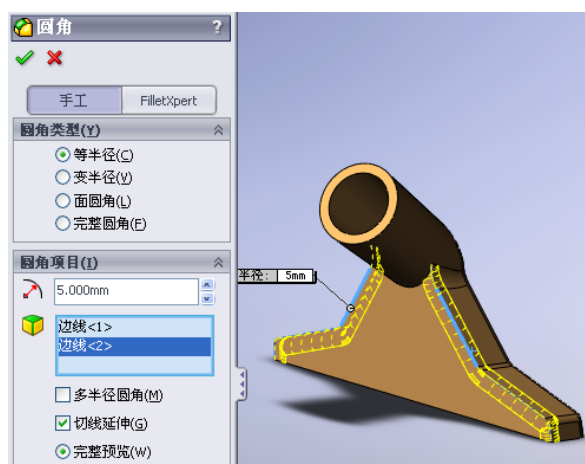 圆角 ?
手工 FilletXpert
圆角类型(Y)
等半径(C)
变半径(V)
面圆角(L)
完整圆角(F)
圆角项目(I)
5.000mm
边线<1>
边线<2>
多半径圆角(M)
切线延伸(G)
完整预览(W)
半径: 5mm